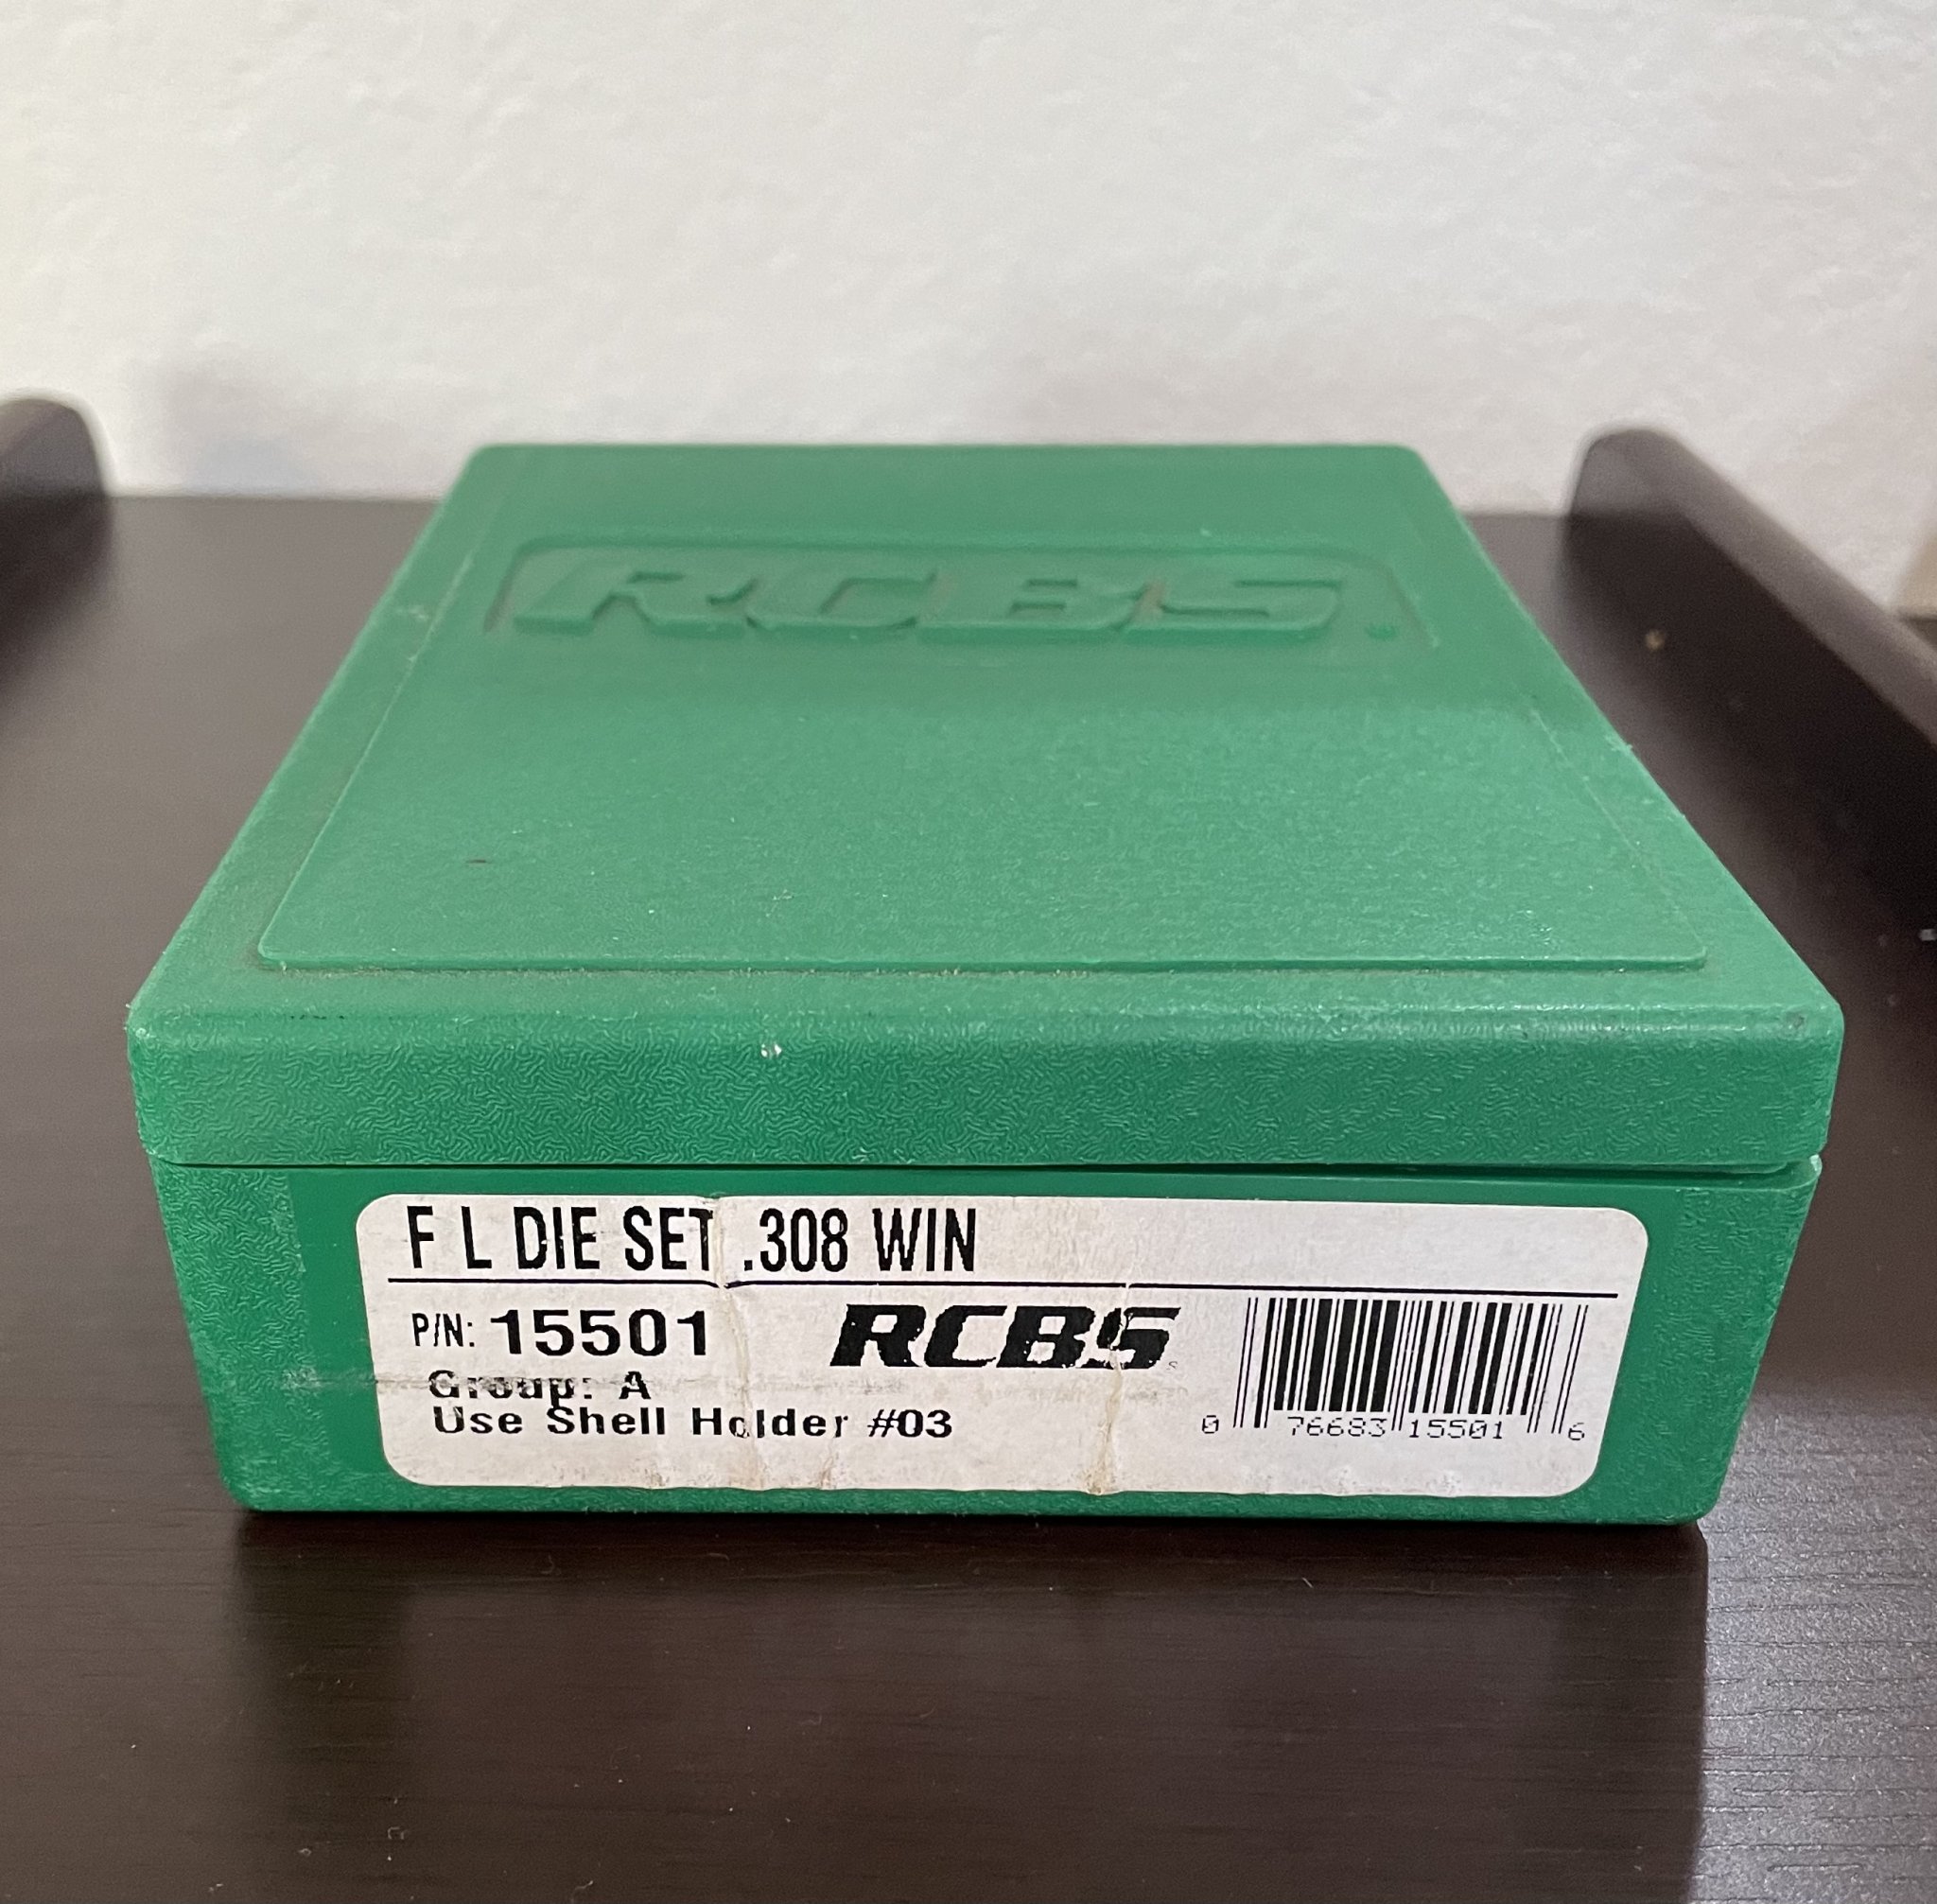 RCBS
F L DIE SET .308 WIN
P/N: 15501 RCBS
Group: A
Use Shell Holder #03
0 76683 15501 6